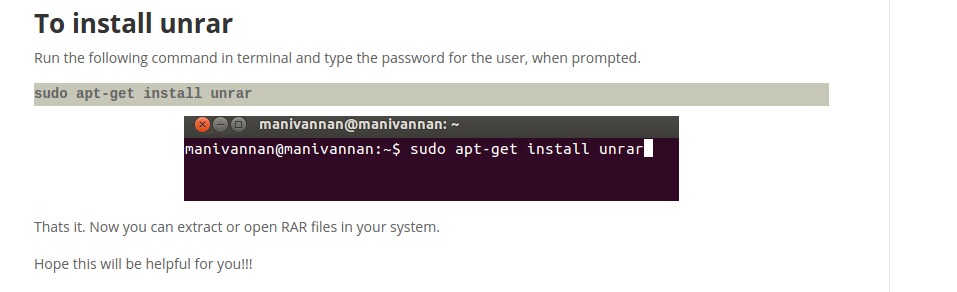 To install unrar
Run the following command in terminal and type the password for the user, when prompted.
sudo apt-get install unrar
manivannan@manivannan: ~
manivannan@manivannan:~$ sudo apt-get install unrar
Thats it. Now you can extract or open RAR files in your system.
Hope this will be helpful for you!!!